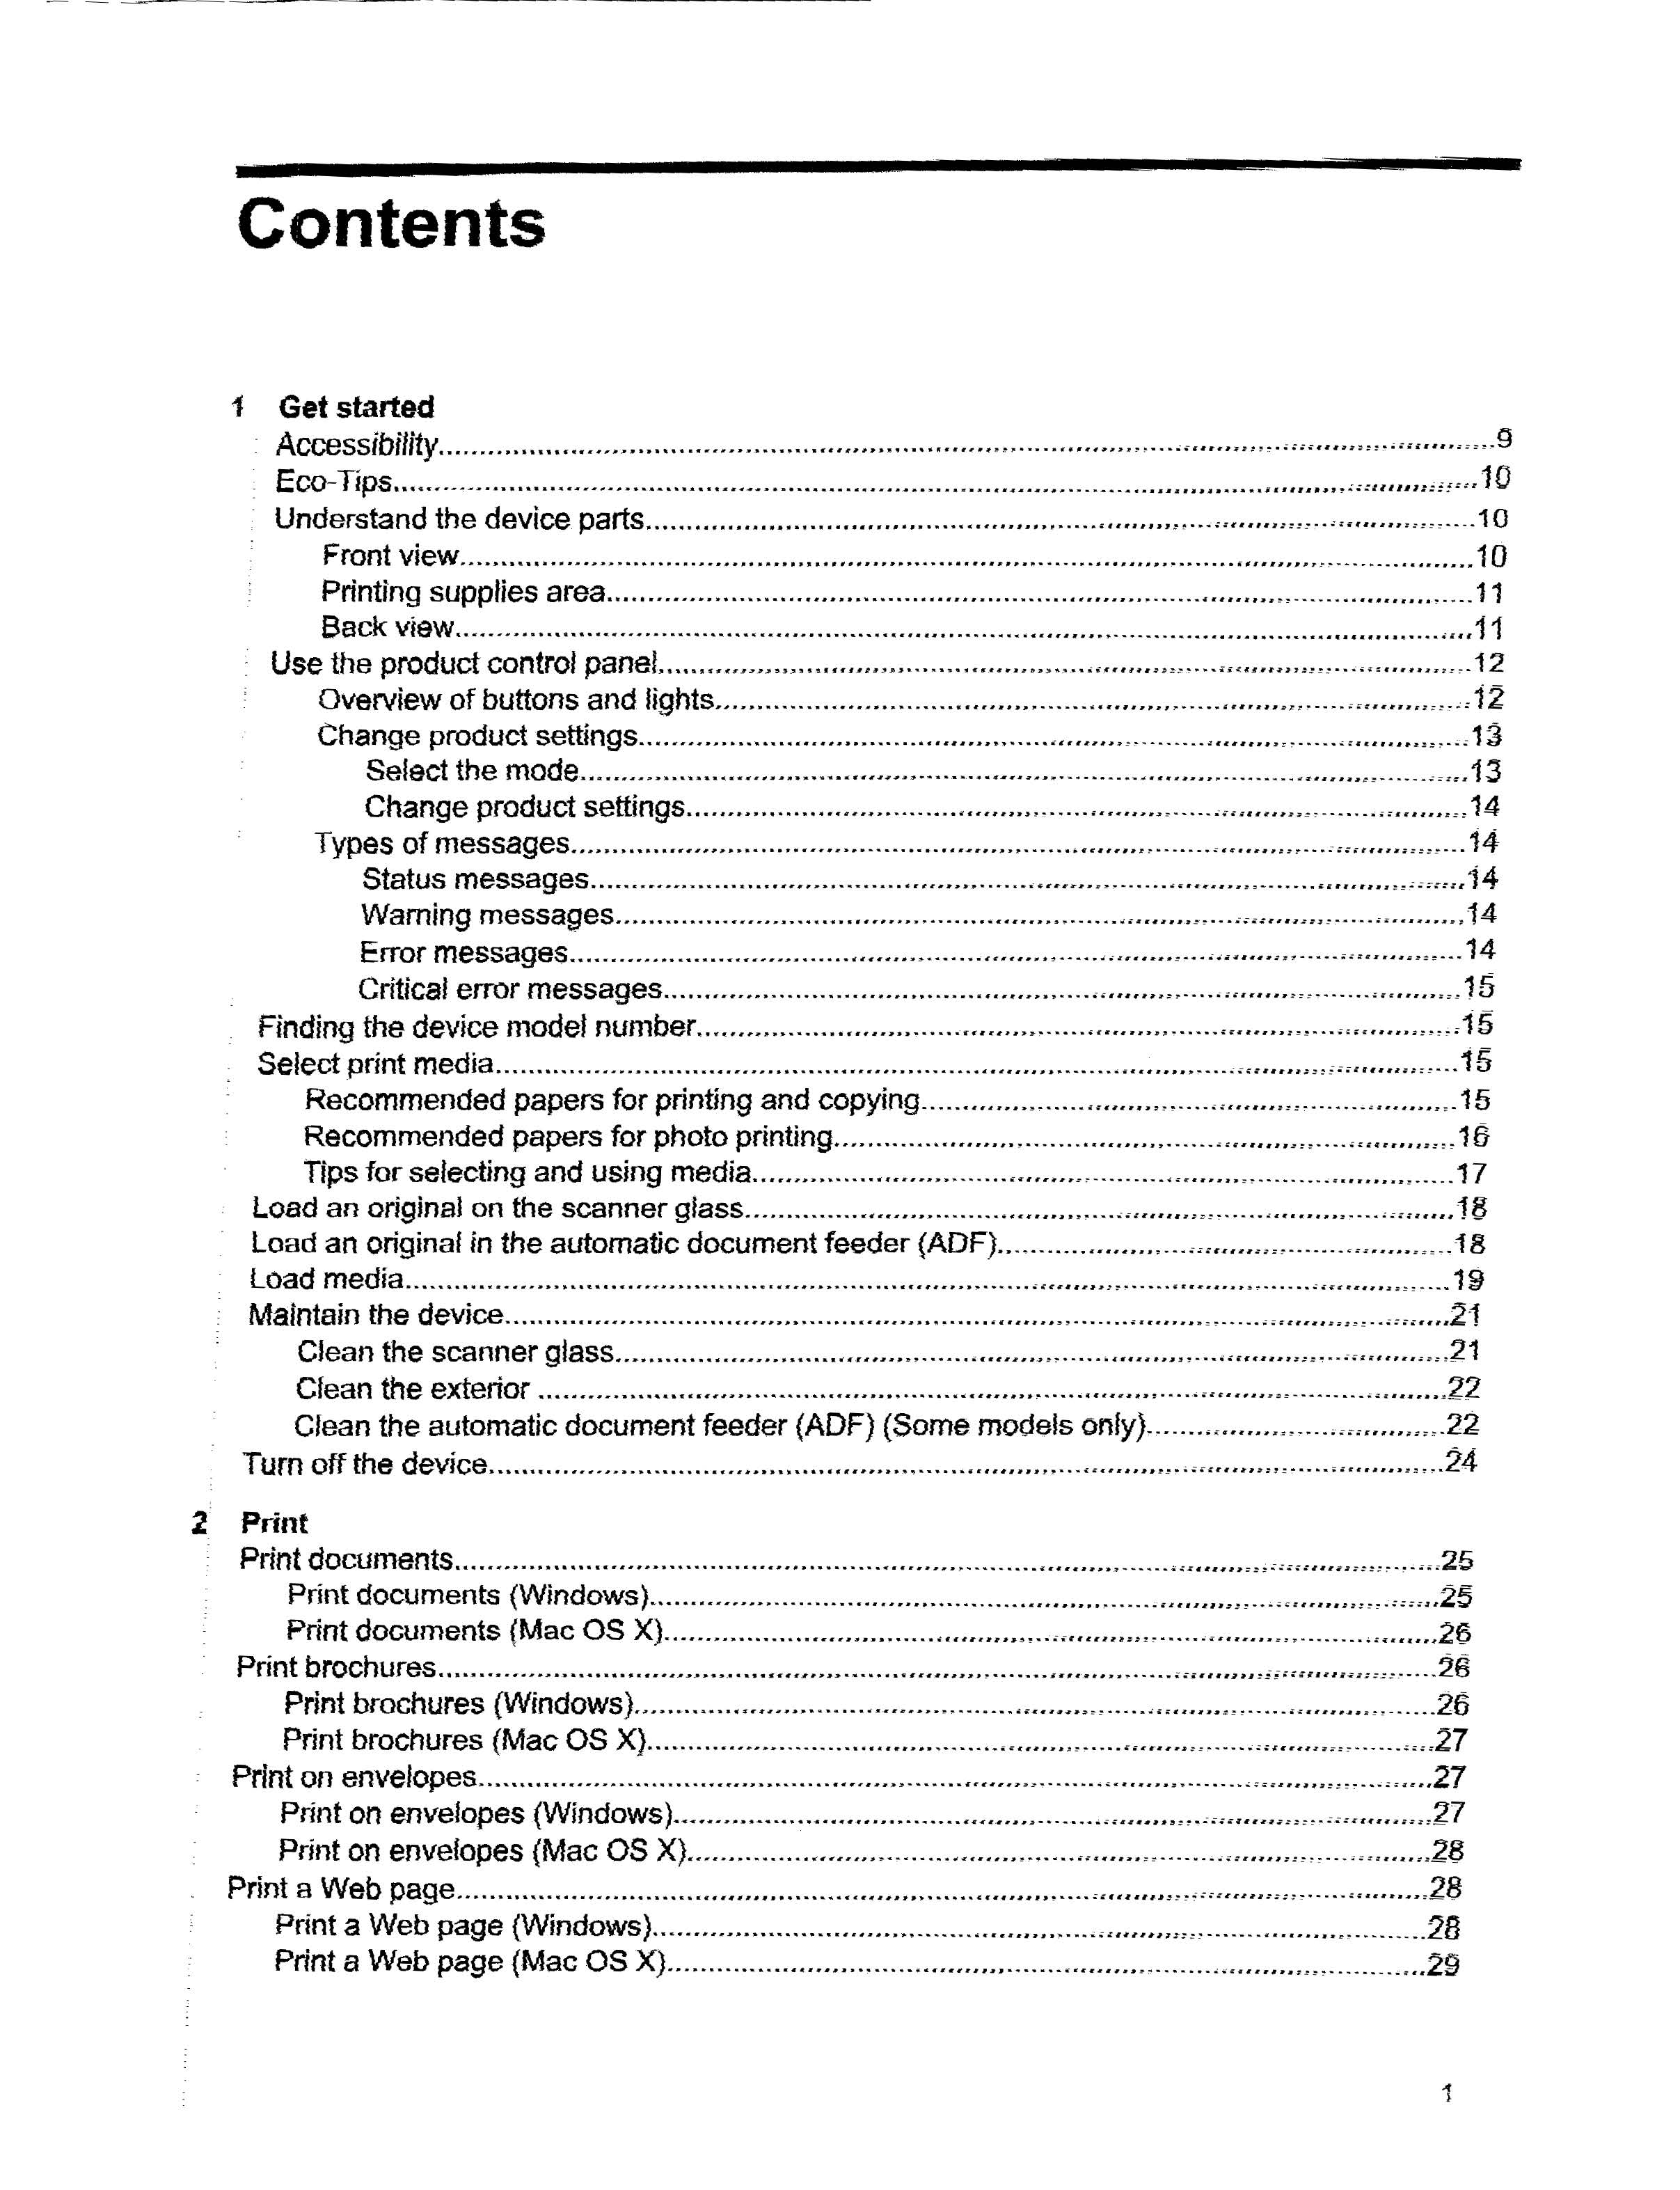 Contents
1 Get started
Accessibility....................9
Eco-Tips....................10
Understand the device parts....................10
Front view....................10
Printing supplies area....................11
Back view....................11
Use the product control panel....................12
Overview of buttons and lights....................12
Change product settings....................13
Select the mode....................13
Change product settings....................14
Types of messages....................14
Status messages....................14
Warning messages....................14
Error messages....................14
Critical error messages....................15
Finding the device model number....................15
Select print media....................15
Recommended papers for printing and copying....................15
Recommended papers for photo printing....................16
Tips for selecting and using media....................17
Load an original on the scanner glass....................18
Load an original in the automatic document feeder (ADF)....................18
Load media....................19
Maintain the device....................21
Clean the scanner glass....................21
Clean the exterior ....................22
Clean the automatic document feeder (ADF) (Some models only)....................22
Turn off the device....................24
2 Print
Print documents....................25
Print documents (Windows)....................25
Print documents (Mac OS X)....................26
Print brochures....................26
Print brochures (Windows)....................26
Print brochures (Mac OS X)....................27
Print on envelopes....................27
Print on envelopes (Windows)....................27
Print on envelopes (Mac OS X)....................28
Print a Web page....................28
Print a Web page (Windows)....................28
Print a Web page (Mac OS X)....................29
1